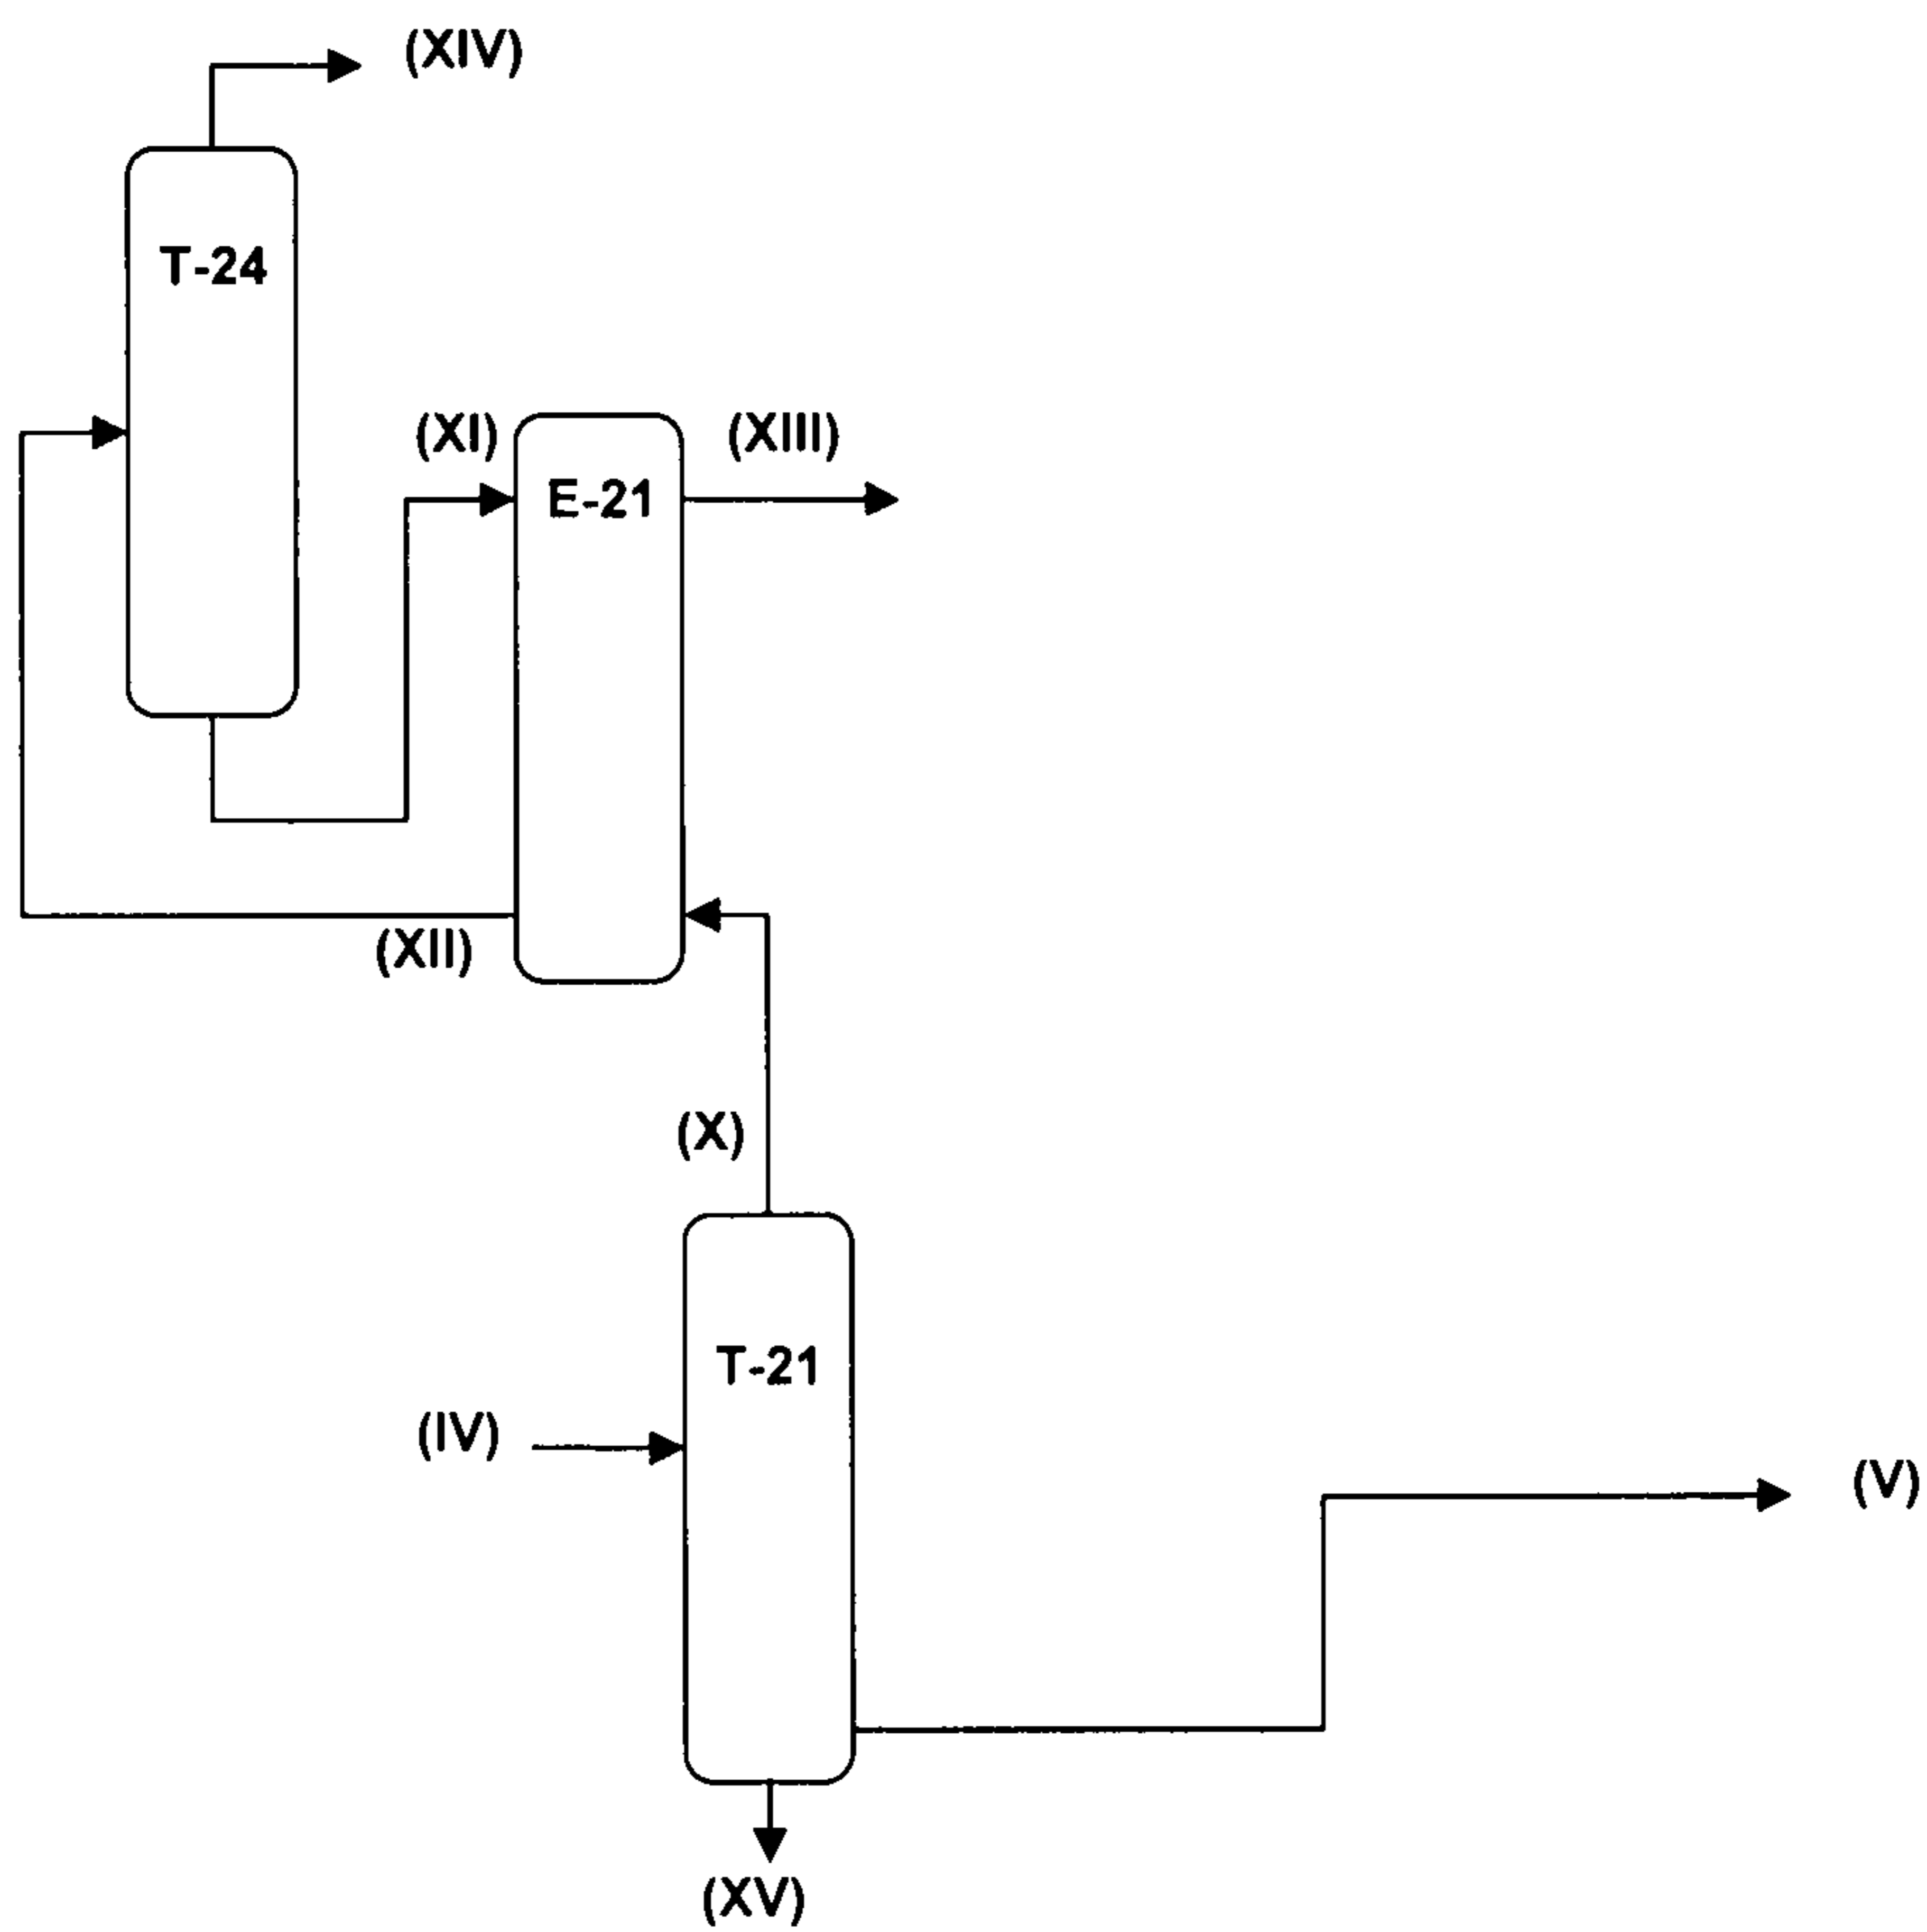 (XIV)
T-24
(XI)
(XIII)
E-21
(XII)
(X)
T-21
(IV)
(V)
(XV)